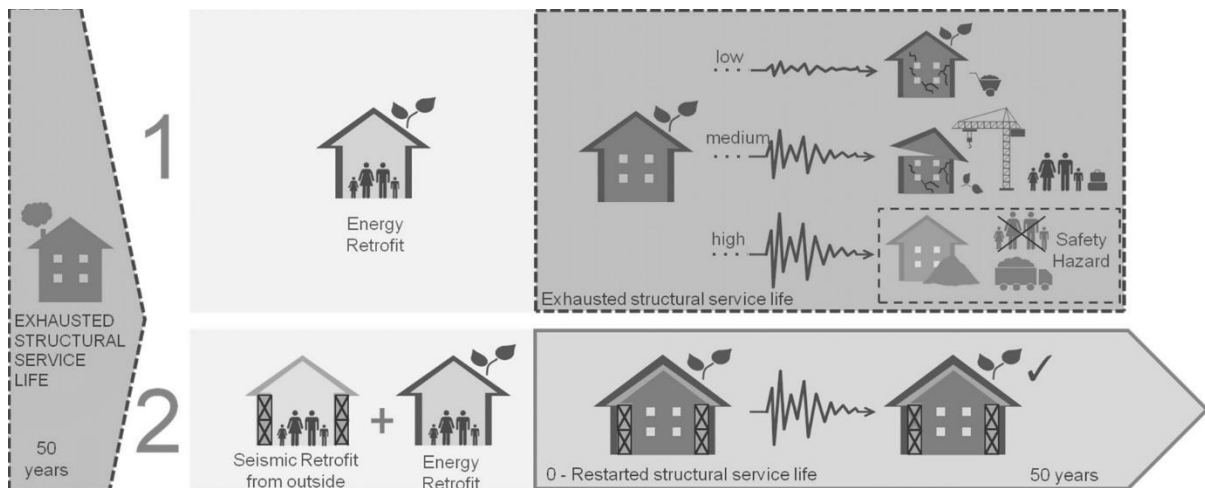 EXHAUSTED
STRUCTURAL
SERVICE
LIFE
50
years
1
Energy
Retrofit
low
medium
high
Safety
Hazard
Exhausted structural service life
2
Seismic Retrofit
from outside
+
Energy
Retrofit
0 - Restarted structural service life
50 years